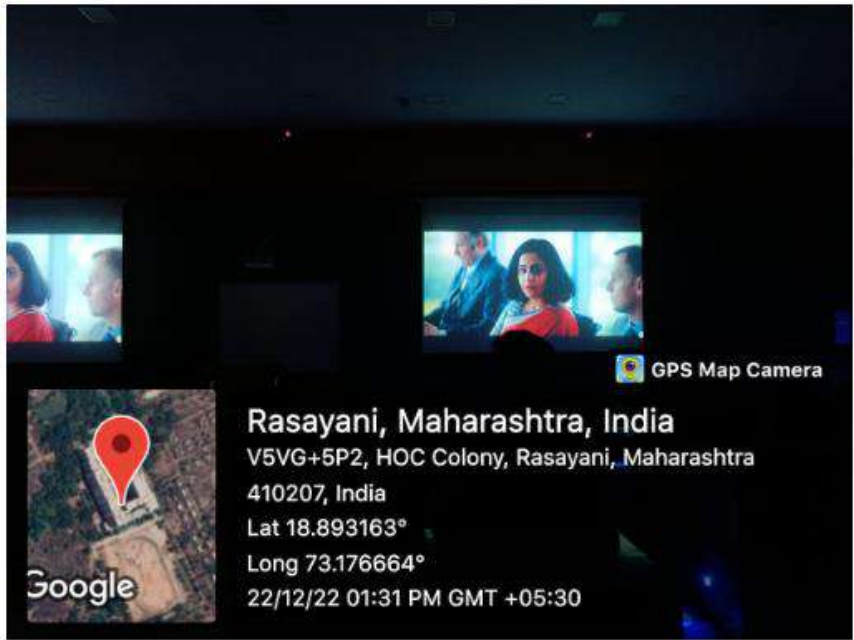 GPS Map Camera
Rasayani, Maharashtra, India
V5VG+5P2, HOC Colony, Rasayani, Maharashtra
410207, India
Lat 18.893163°
Long 73.176664°
22/12/22 01:31 PM GMT +05:30
Google